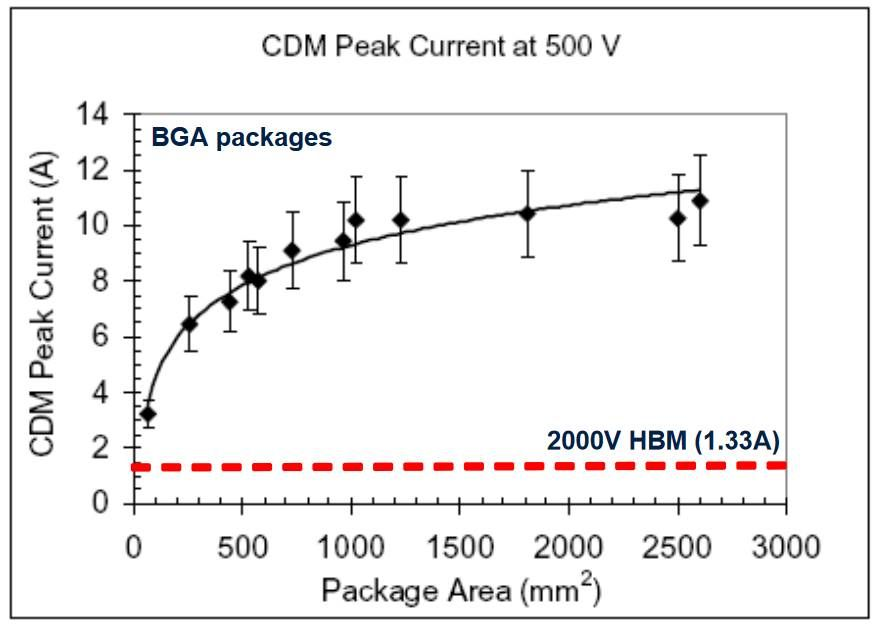 CDM Peak Current at 500 V
BGA packages
CDM Peak Current (A)
14
12
10
8
6
4
2
0
2000V HBM (1.33A)
0 500 1000 1500 2000 2500 3000
Package Area (mm²)